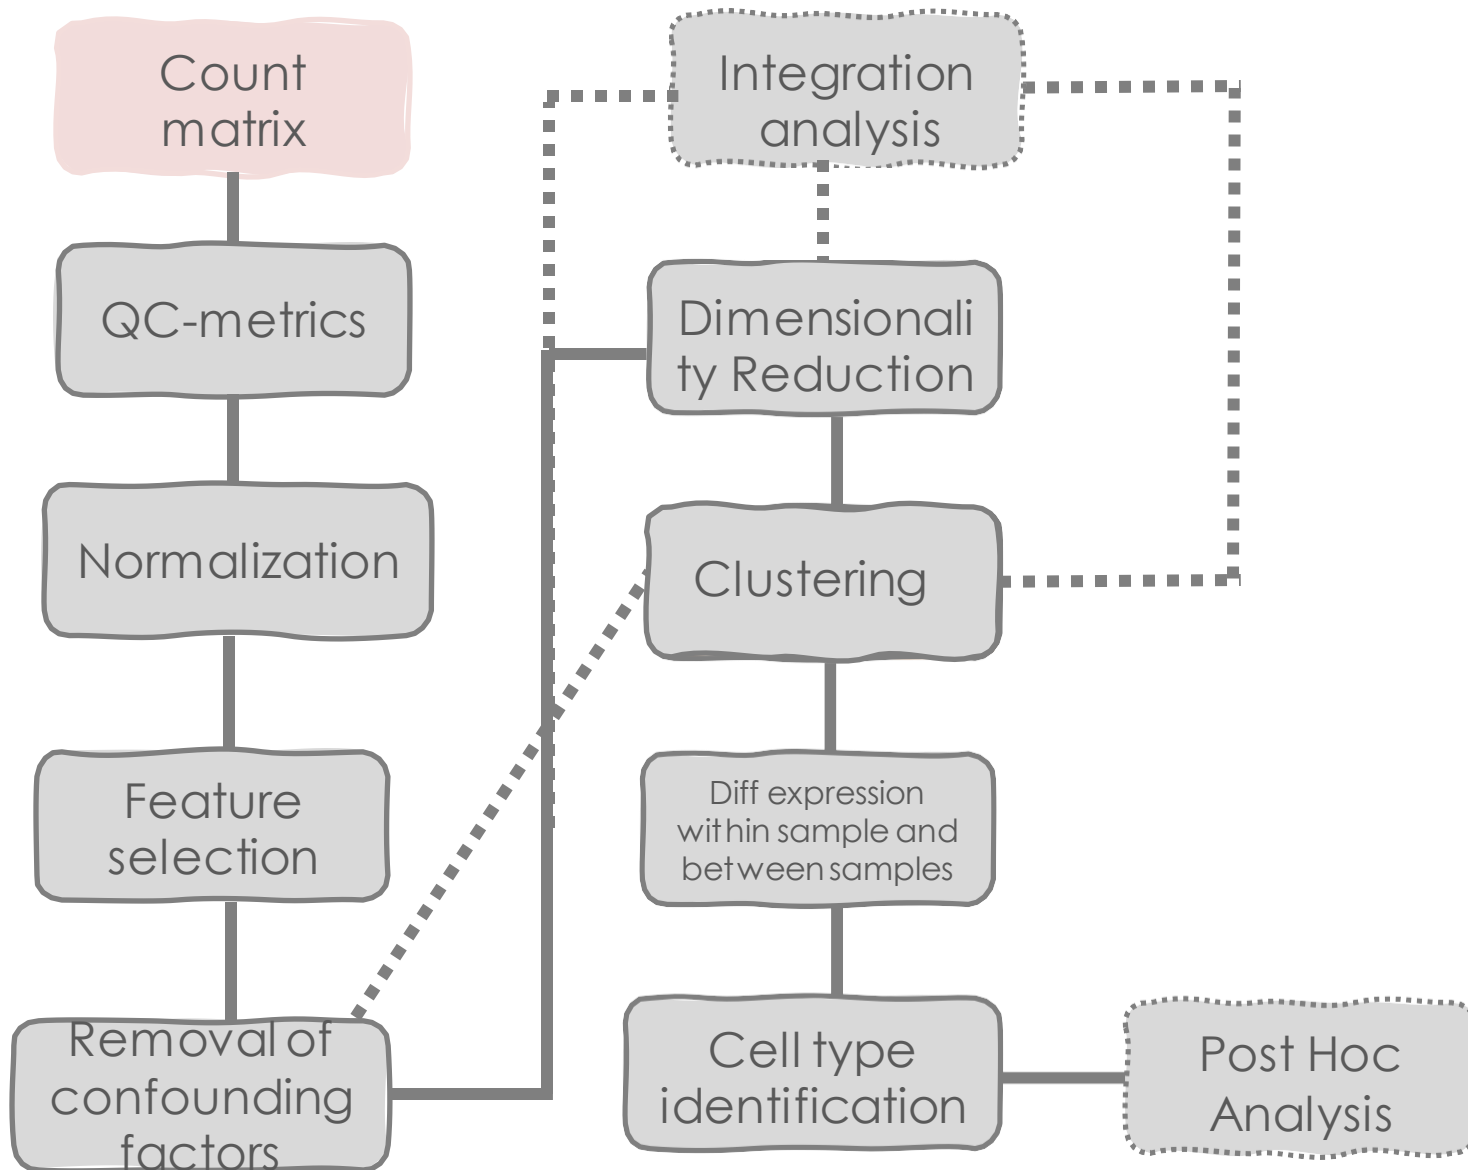 Count
matrix
QC-metrics
Normalization
Feature
selection
Removal of
confounding
factors
Integration
analysis
Dimensionali
ty Reduction
Clustering
Diff expression
within sample and
between samples
Cell type
identification
Post Hoc
Analysis